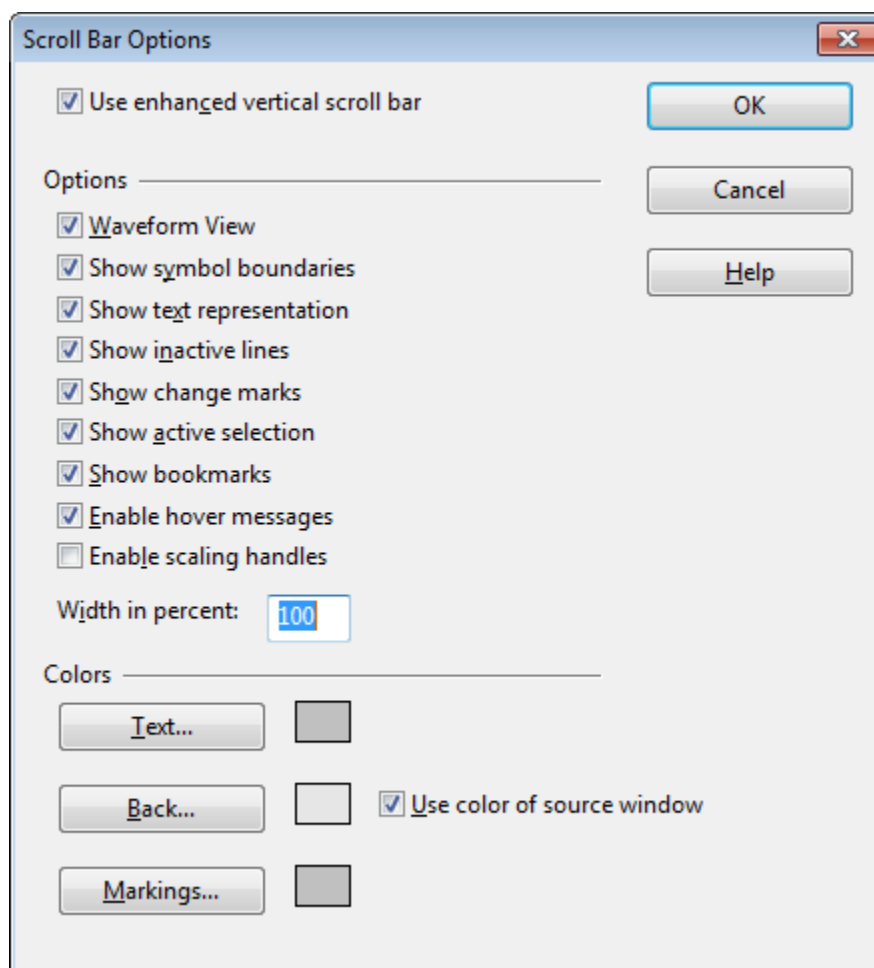 Scroll Bar Options
Use enhanced vertical scroll bar
OK
Options
Cancel
Waveform View
Show symbol boundaries
Help
Show text representation
Show inactive lines
Show change marks
Show active selection
Show bookmarks
Enable hover messages
Enable scaling handles
Width in percent: 100
Colors
Text...
Back...
Use color of source window
Markings...